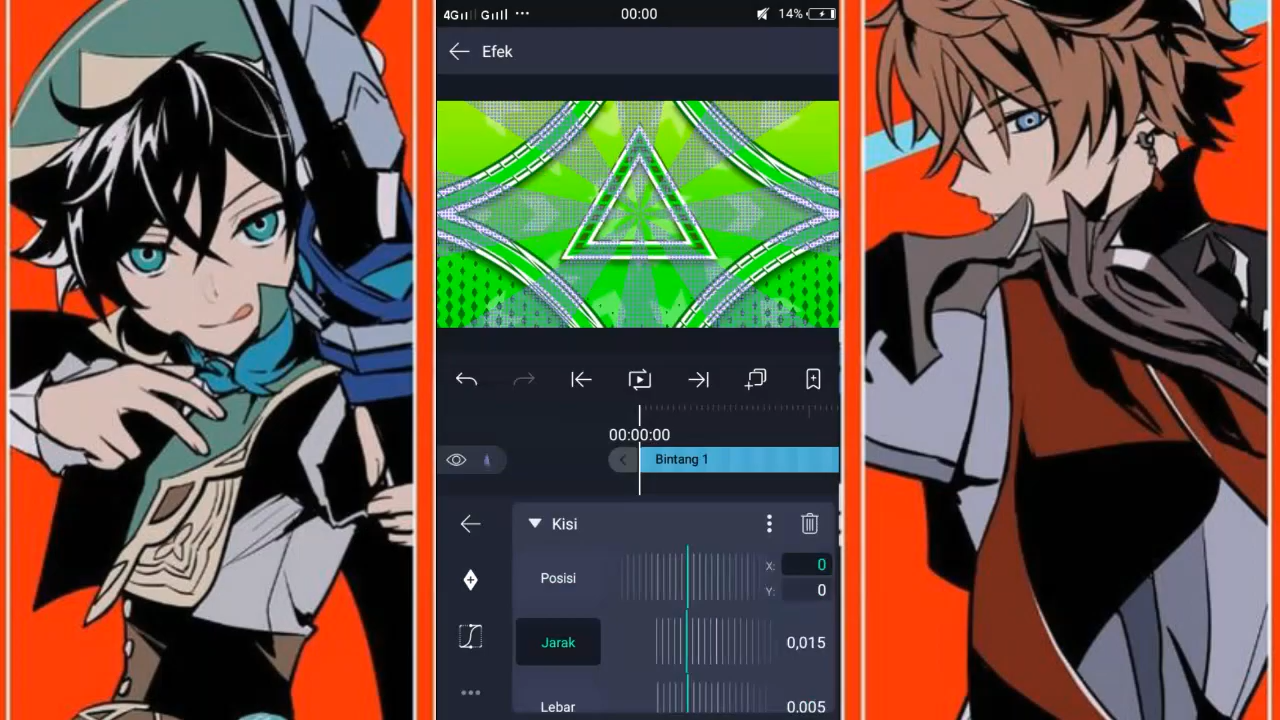 4G G ••• 00:00 14%
Efek
00:00:00
Bintang 1
Kisi
Posisi X: 0
Y: 0
Jarak 0,015
Lebar 0.005